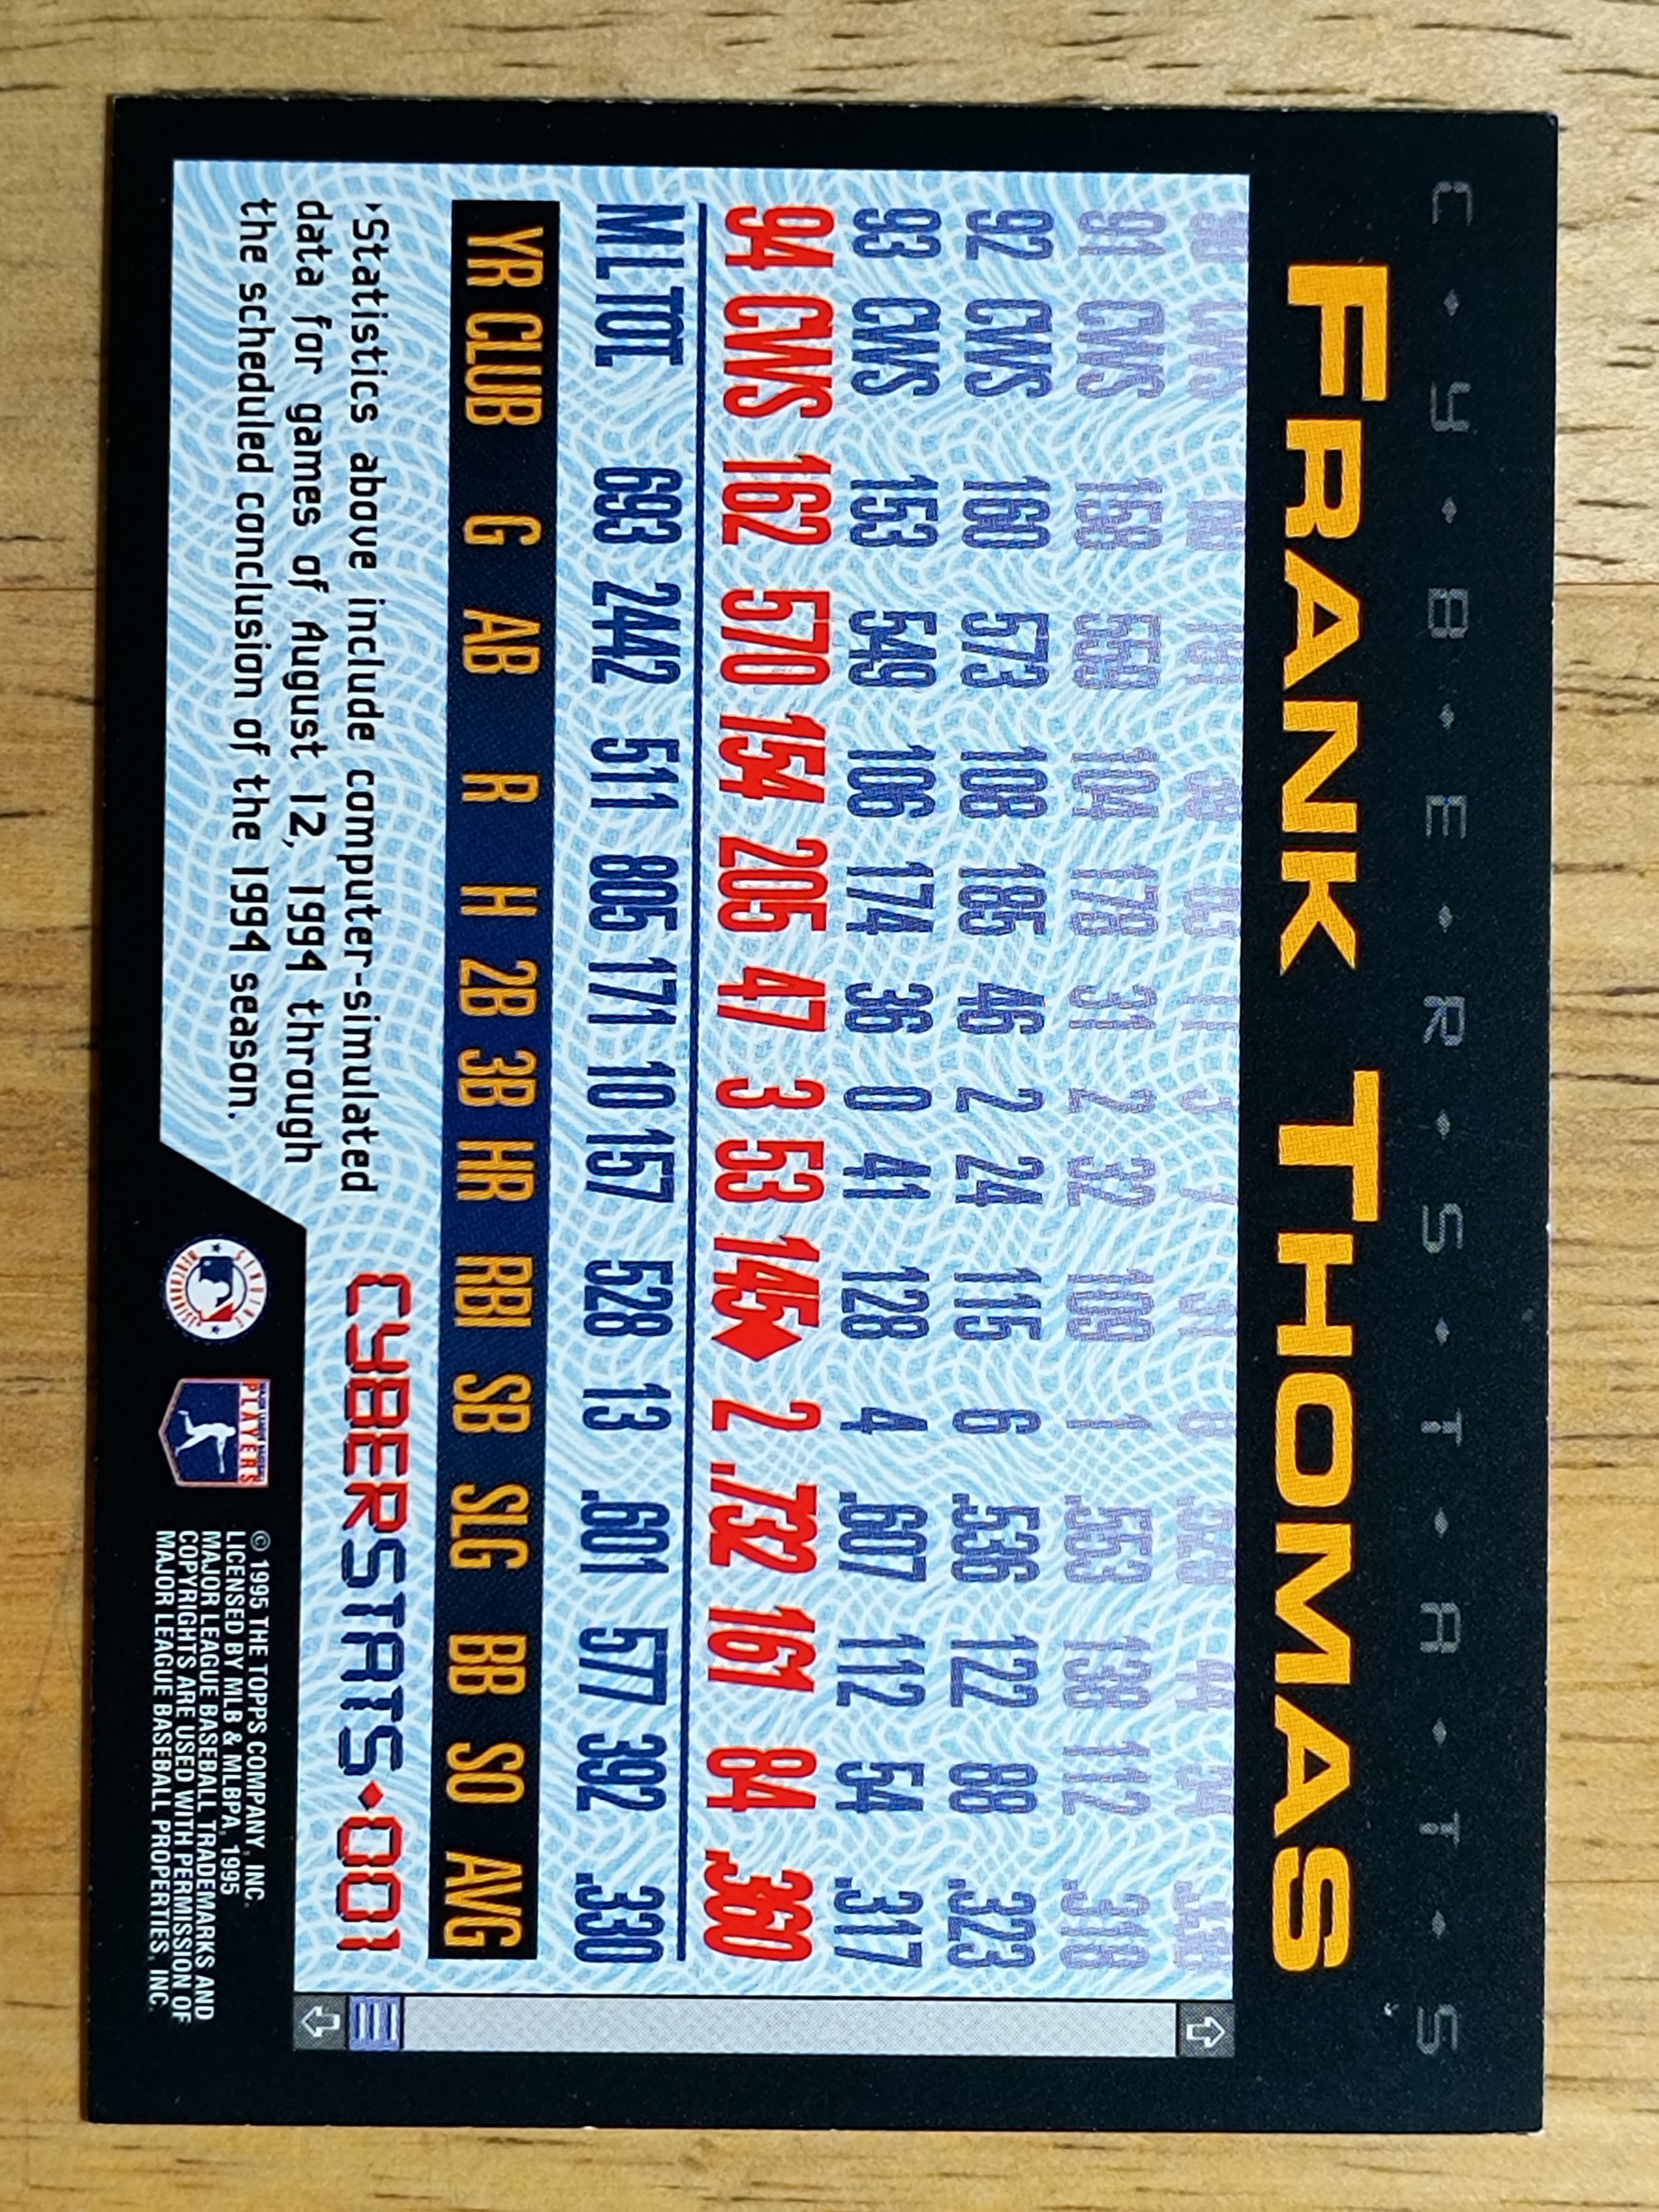 C•Y•B•E•R•S•T•A•T•S
FRANK THOMAS
91 CWS 158 559 104 178 31 2 32 109 1 .553 138 112 .318
92 CWS 160 573 108 185 46 2 24 115 6 .536 122 88 .323
93 CWS 153 549 106 174 36 0 41 128 4 .607 112 54 .317
94 CWS 162 570 154 205 47 3 53 145♦ 2 .732 161 84 .360
M.L. TOT. 693 2442 511 805 171 10 157 528 13 .601 577 392 .330
YR CLUB G AB R H 2B 3B HR RBI SB SLG BB SO AVG
'Statistics above include computer-simulated
data for games of August 12, 1994 through
the scheduled conclusion of the 1994 season.
CYBERSTATS♦001
GENUINE MERCHANDISE
MAJOR LEAGUE BASEBALL
PLAYERS
© 1995 THE TOPPS COMPANY, INC.
LICENSED BY MLB & MLBPA, 1995
MAJOR LEAGUE BASEBALL TRADEMARKS AND
COPYRIGHTS ARE USED WITH PERMISSION OF
MAJOR LEAGUE BASEBALL PROPERTIES, INC.